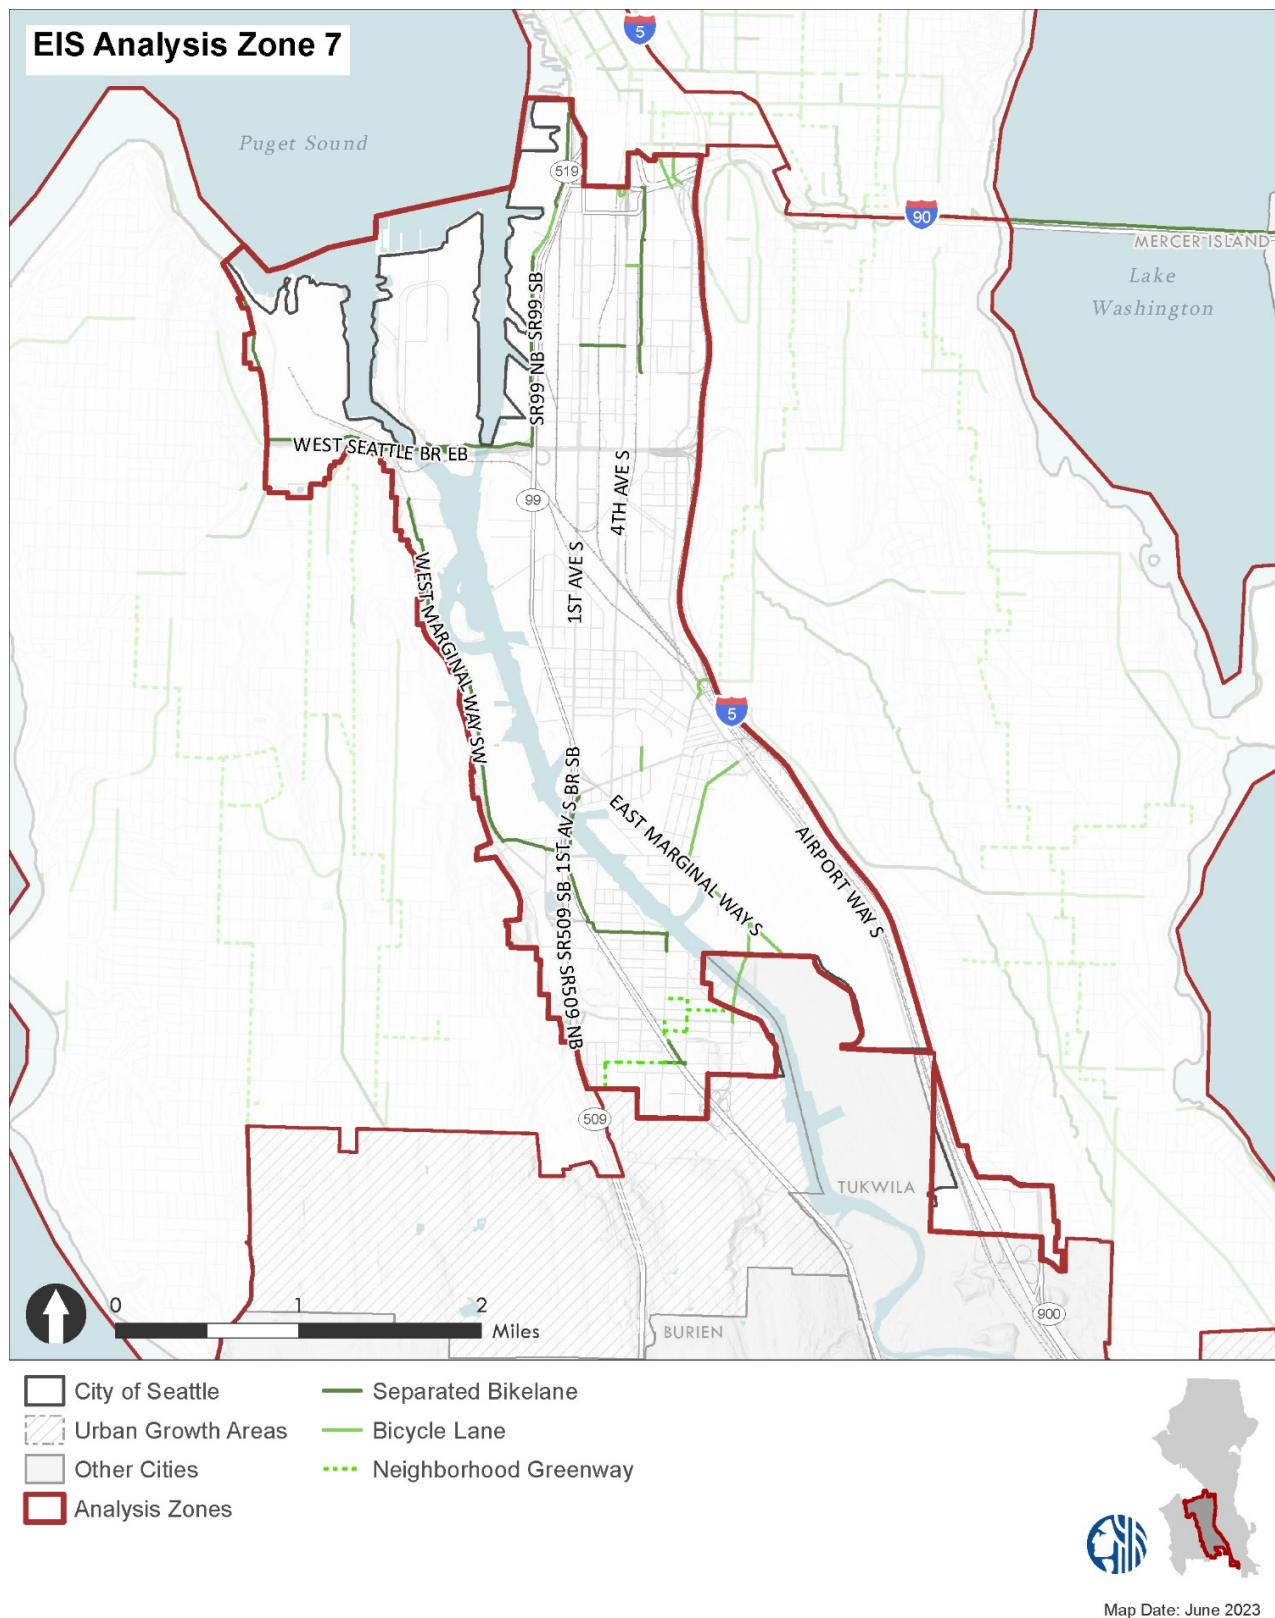 EIS Analysis Zone 7
5
Puget Sound
519
90
MERCER ISLAND
Lake
Washington
SR99 NB SR99 SB
WEST SEATTLE BR EB
4TH AVE S
99
1ST AVE S
WEST MARGINAL WAY SW
5
1ST AV S BR SB
EAST MARGINAL WAY S
AIRPORT WAY S
SR509 SB
SR509 NB
509
TUKWILA
0 1 2
Miles
BURIEN
900
City of Seattle
Urban Growth Areas
Other Cities
Analysis Zones
Separated Bikelane
Bicycle Lane
Neighborhood Greenway
Map Date: June 2023